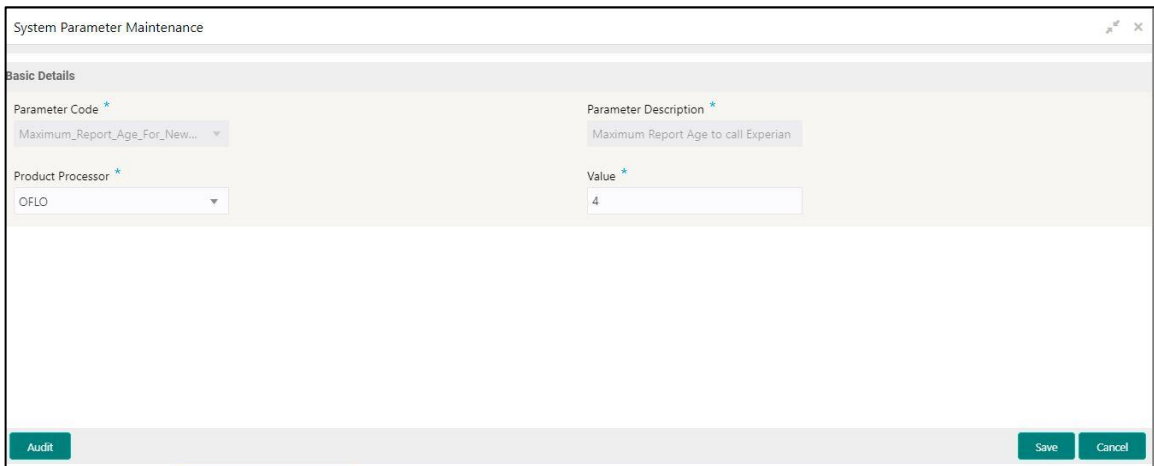 System Parameter Maintenance
Basic Details
Parameter Code *
Parameter Description *
Maximum_Report_Age_For_New...
Maximum Report Age to call Experian
Product Processor *
Value *
OFLO
4
Audit
Save
Cancel